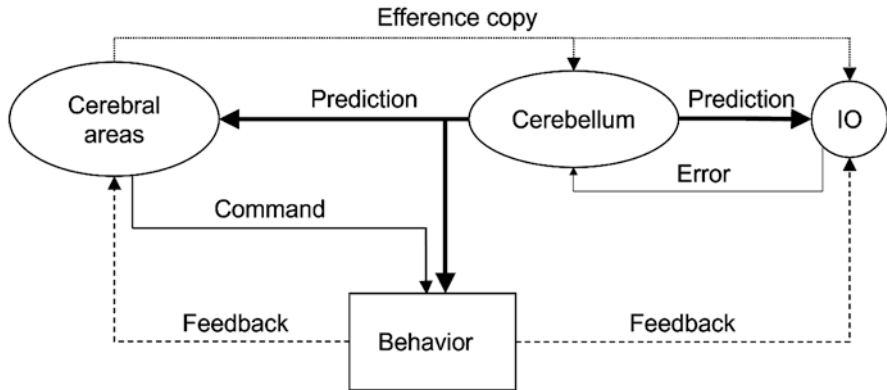 Efference copy
Cerebral
areas
Prediction
Cerebellum
Prediction
IO
Error
Command
Feedback
Behavior
Feedback